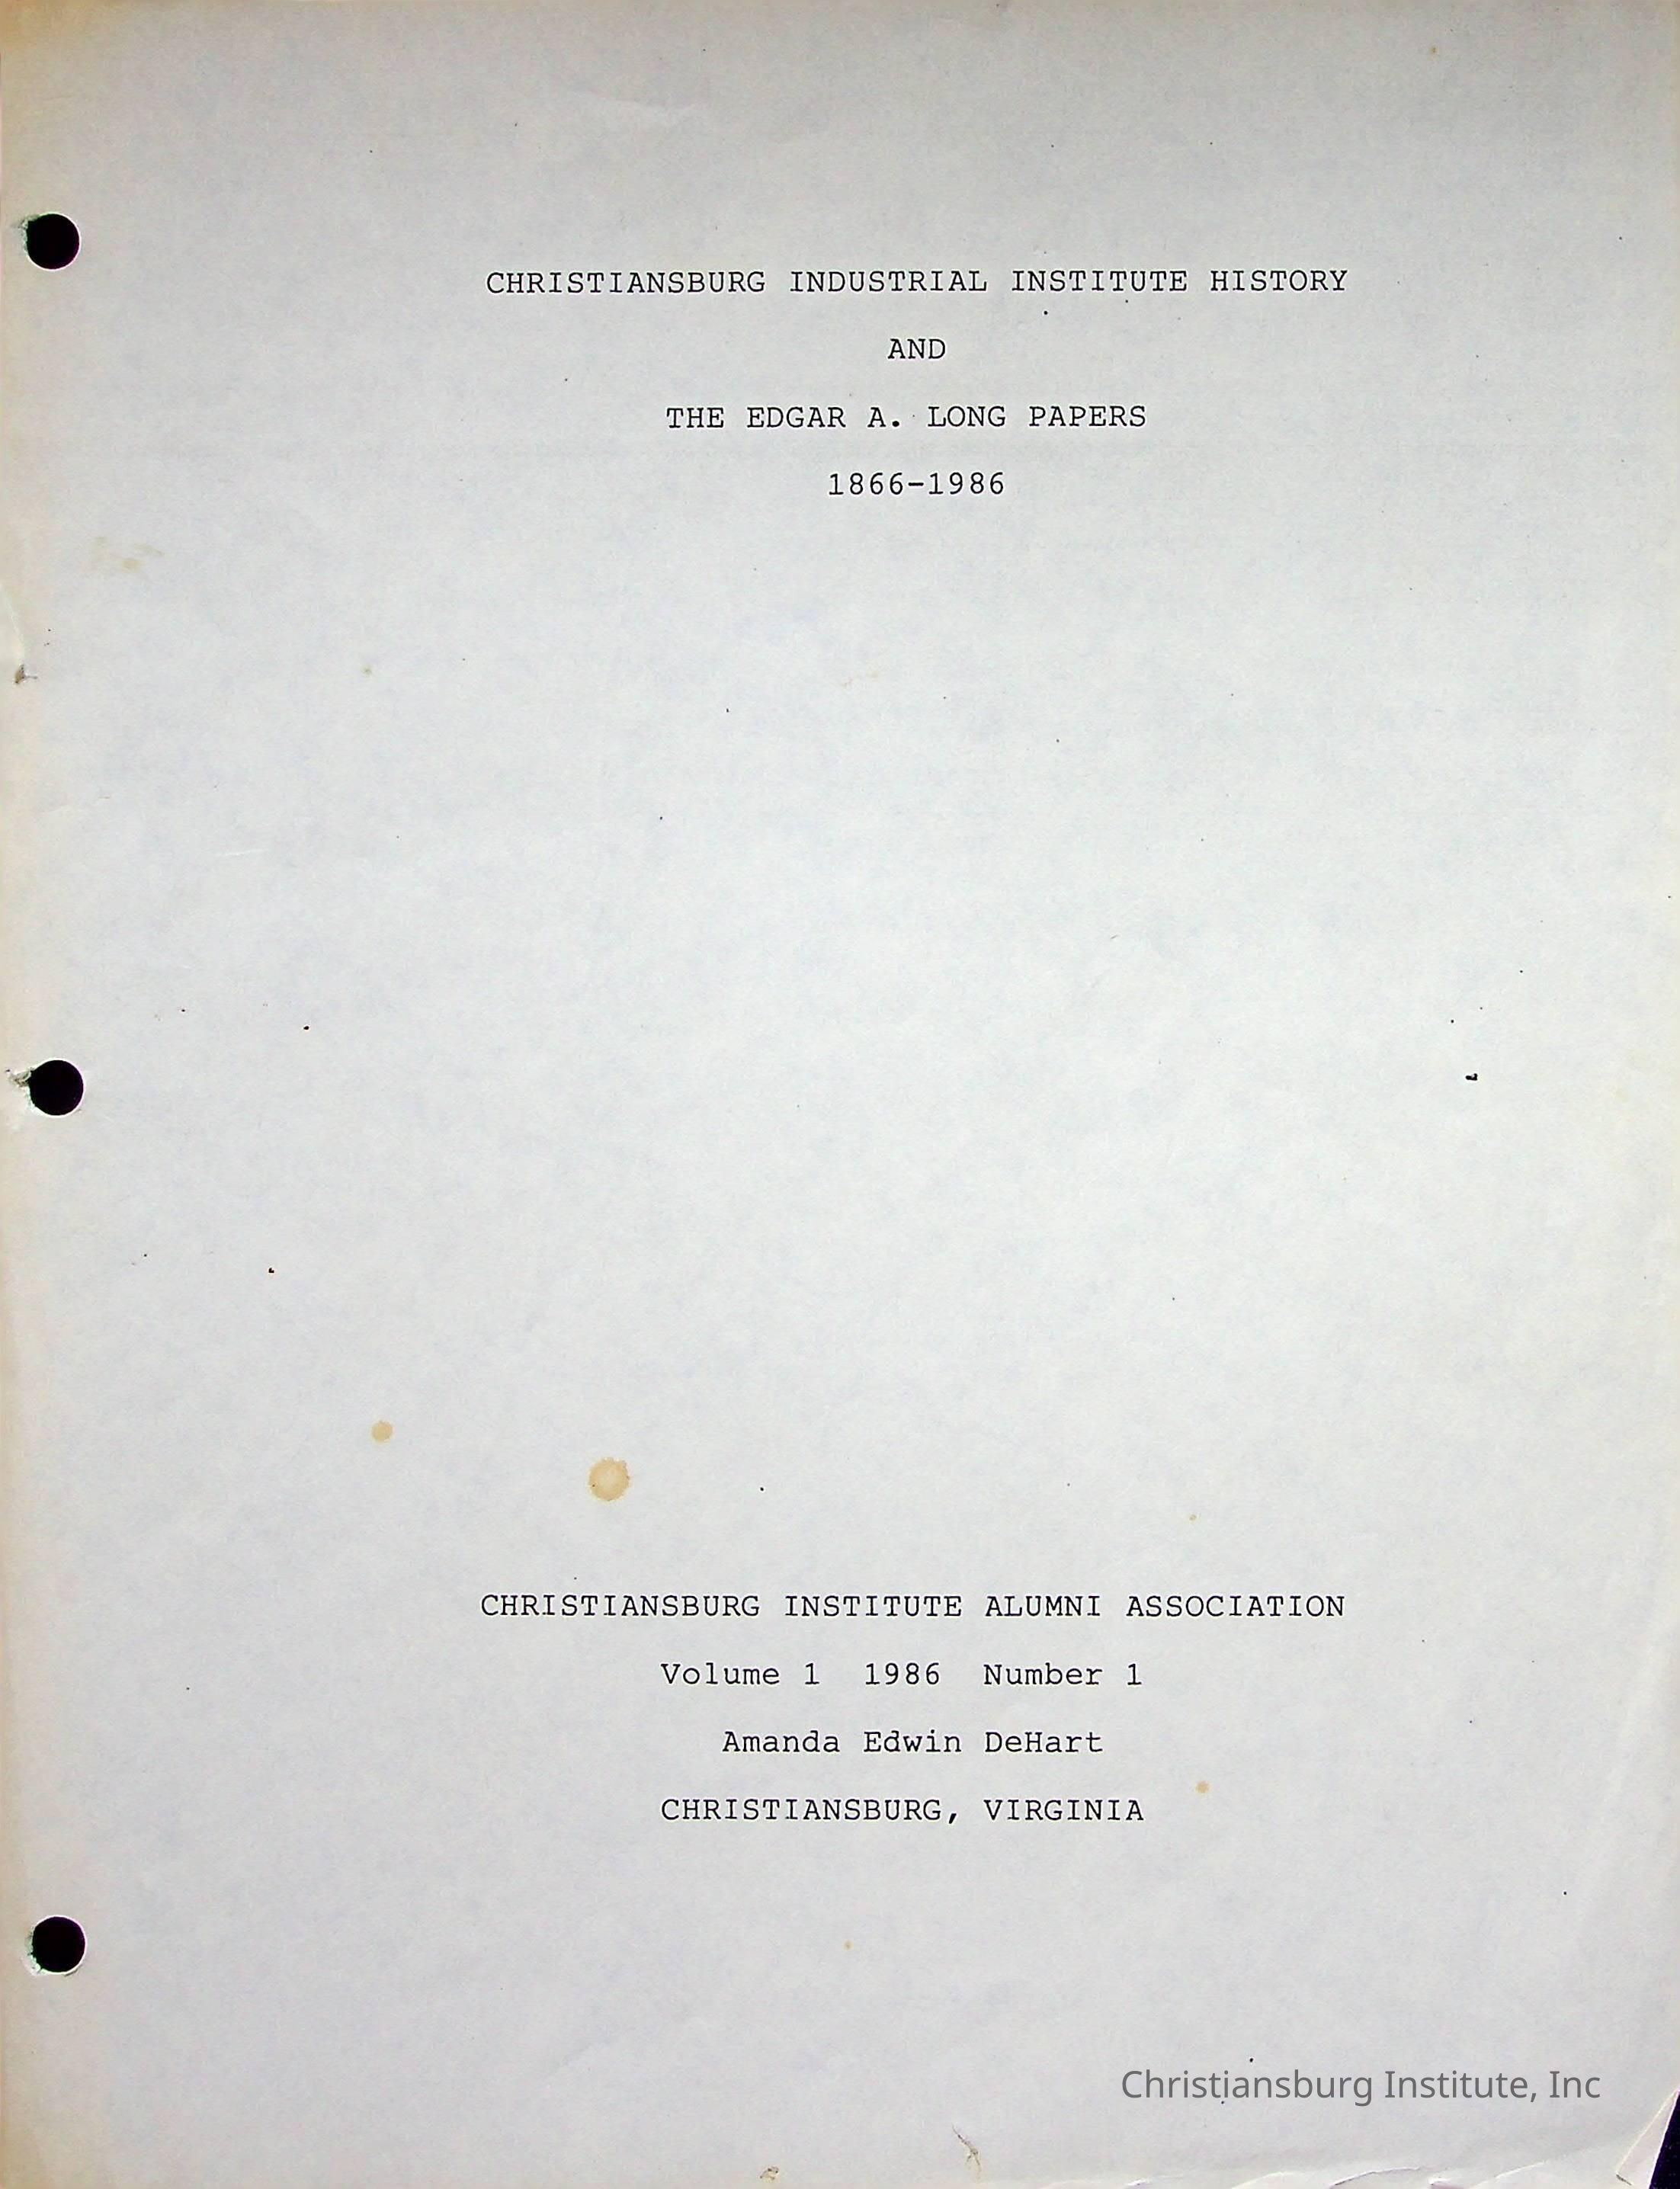 CHRISTIANSBURG INDUSTRIAL INSTITUTE HISTORY
AND
THE EDGAR A. LONG PAPERS
1866-1986
CHRISTIANSBURG INSTITUTE ALUMNI ASSOCIATION
Volume 1 1986 Number 1
Amanda Edwin DeHart
CHRISTIANSBURG, VIRGINIA
Christiansburg Institute, Inc